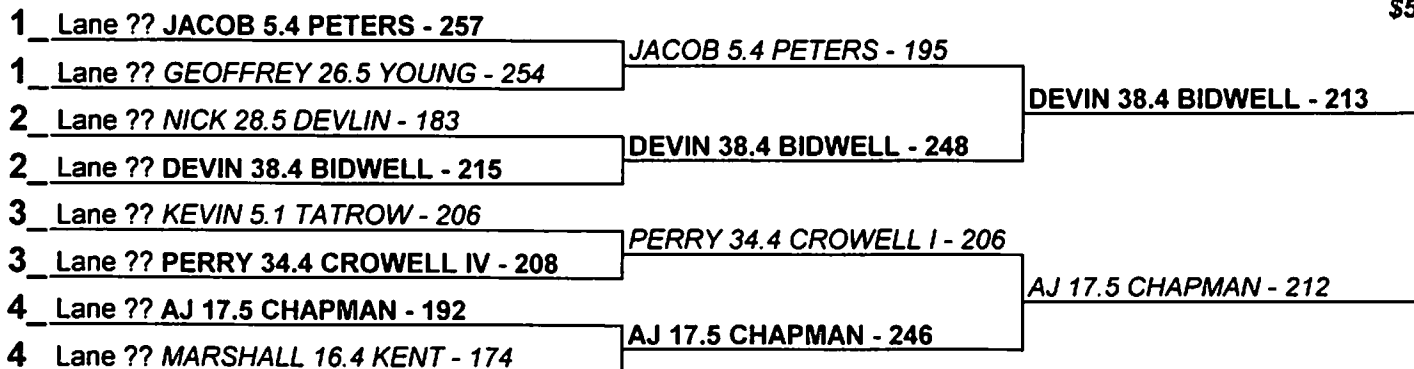 $5
1_ Lane ?? JACOB 5.4 PETERS - 257
JACOB 5.4 PETERS - 195
1_ Lane ?? GEOFFREY 26.5 YOUNG - 254
DEVIN 38.4 BIDWELL - 213
2_ Lane ?? NICK 28.5 DEVLIN - 183
DEVIN 38.4 BIDWELL - 248
2_ Lane ?? DEVIN 38.4 BIDWELL - 215
3_ Lane ?? KEVIN 5.1 TATROW - 206
PERRY 34.4 CROWELL I - 206
3_ Lane ?? PERRY 34.4 CROWELL IV - 208
AJ 17.5 CHAPMAN - 212
4_ Lane ?? AJ 17.5 CHAPMAN - 192
AJ 17.5 CHAPMAN - 246
4 Lane ?? MARSHALL 16.4 KENT - 174